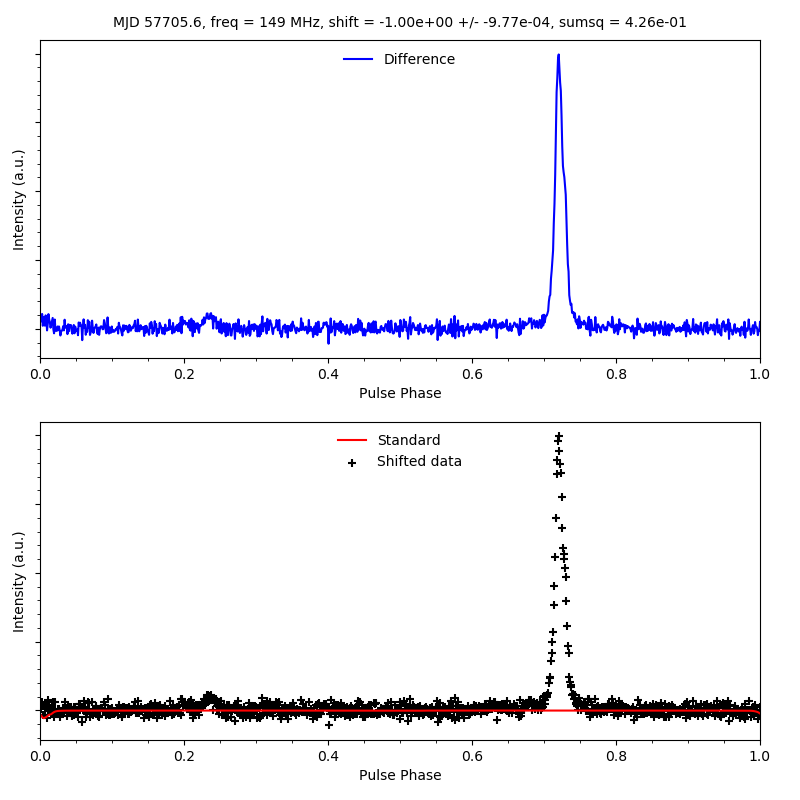 MJD 57705.6, freq = 149 MHz, shift = -1.00e+00 +/- -9.77e-04, sumsq = 4.26e-01
Difference
Intensity (a.u.)
0.0 0.2 0.4 0.6 0.8 1.0
Pulse Phase
Standard
Shifted data
Intensity (a.u.)
0.0 0.2 0.4 0.6 0.8 1.0
Pulse Phase